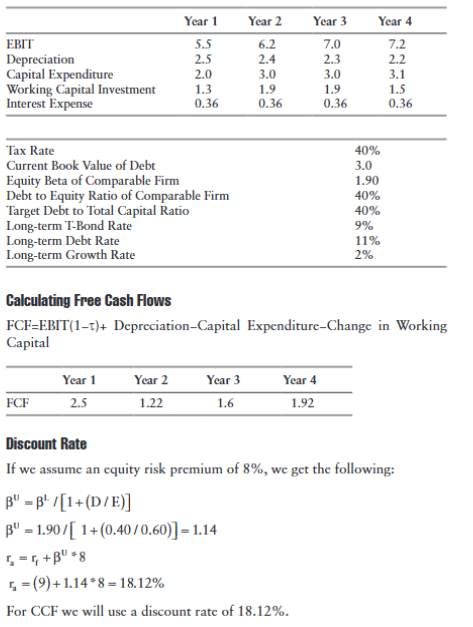 Year 1 Year 2 Year 3 Year 4
EBIT 5.5 6.2 7.0 7.2
Depreciation 2.5 2.4 2.3 2.2
Capital Expenditure 2.0 3.0 3.0 3.1
Working Capital Investment 1.3 1.9 1.9 1.5
Interest Expense 0.36 0.36 0.36 0.36
Tax Rate 40%
Current Book Value of Debt 3.0
Equity Beta of Comparable Firm 1.90
Debt to Equity Ratio of Comparable Firm 40%
Target Debt to Total Capital Ratio 40%
Long-term T-Bond Rate 9%
Long-term Debt Rate 11%
Long-term Growth Rate 2%
Calculating Free Cash Flows
FCF=EBIT(1–τ)+ Depreciation–Capital Expenditure–Change in Working
Capital
Year 1 Year 2 Year 3 Year 4
FCF 2.5 1.22 1.6 1.92
Discount Rate
If we assume an equity risk premium of 8%, we get the following:
βᵁ = βᴸ / [1 + (D / E)]
βᵁ = 1.90 / [ 1 + (0.40 / 0.60)] = 1.14
rₐ = r_f + βᵁ * 8
rₐ = (9) + 1.14 * 8 = 18.12%
For CCF we will use a discount rate of 18.12%.